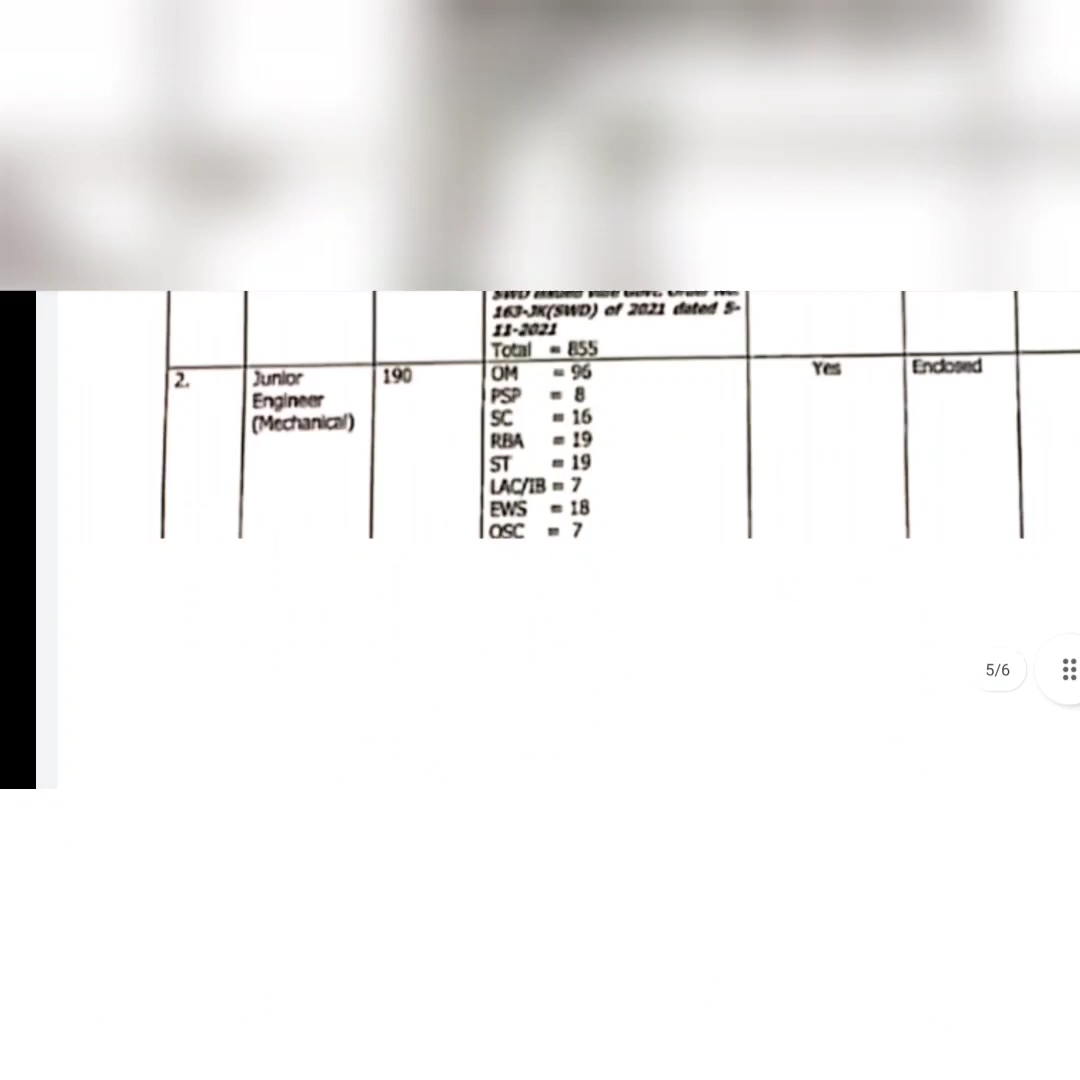 163-JK(SWD) of 2021 dated 5-
11-2021
Total = 855
2.
Junior
Engineer
(Mechanical)
190
OM = 96
PSP = 8
SC = 16
RBA = 19
ST = 19
LAC/IB = 7
EWS = 18
OSC = 7
Yes
Enclosed
5/6